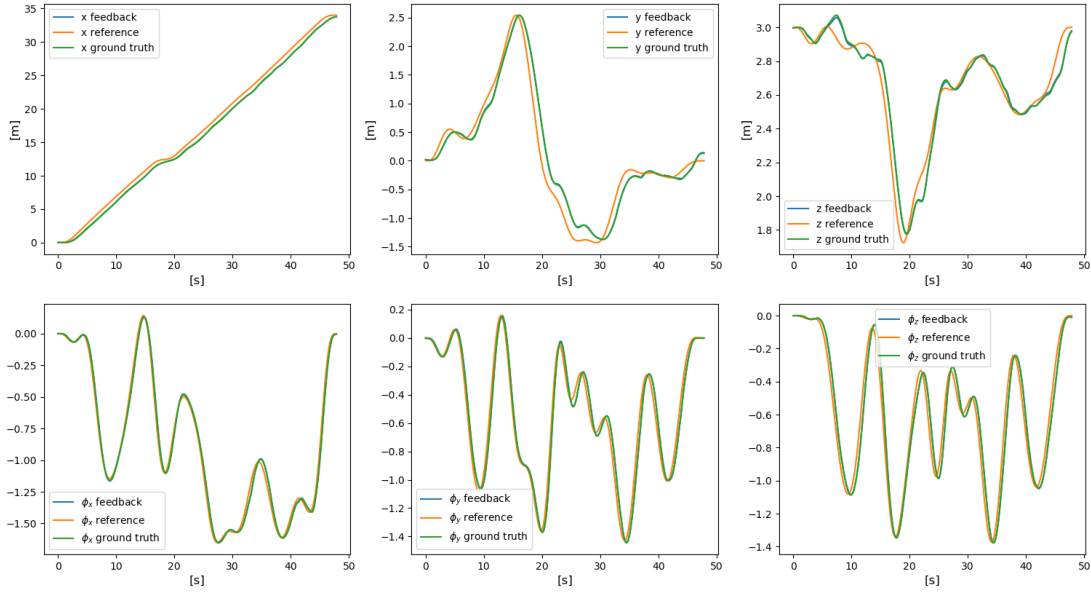 35
30
25
20
15
10
5
0
[m]
x feedback
x reference
x ground truth
0 10 20 30 40 50
[s]
2.5
2.0
1.5
1.0
0.5
0.0
−0.5
−1.0
−1.5
[m]
y feedback
y reference
y ground truth
0 10 20 30 40 50
[s]
3.0
2.8
2.6
2.4
2.2
2.0
1.8
[m]
z feedback
z reference
z ground truth
0 10 20 30 40 50
[s]
0.00
−0.25
−0.50
−0.75
−1.00
−1.25
−1.50
ϕx feedback
ϕx reference
ϕx ground truth
0 10 20 30 40 50
[s]
0.2
0.0
−0.2
−0.4
−0.6
−0.8
−1.0
−1.2
−1.4
ϕy feedback
ϕy reference
ϕy ground truth
0 10 20 30 40 50
[s]
0.0
−0.2
−0.4
−0.6
−0.8
−1.0
−1.2
−1.4
ϕz feedback
ϕz reference
ϕz ground truth
0 10 20 30 40 50
[s]